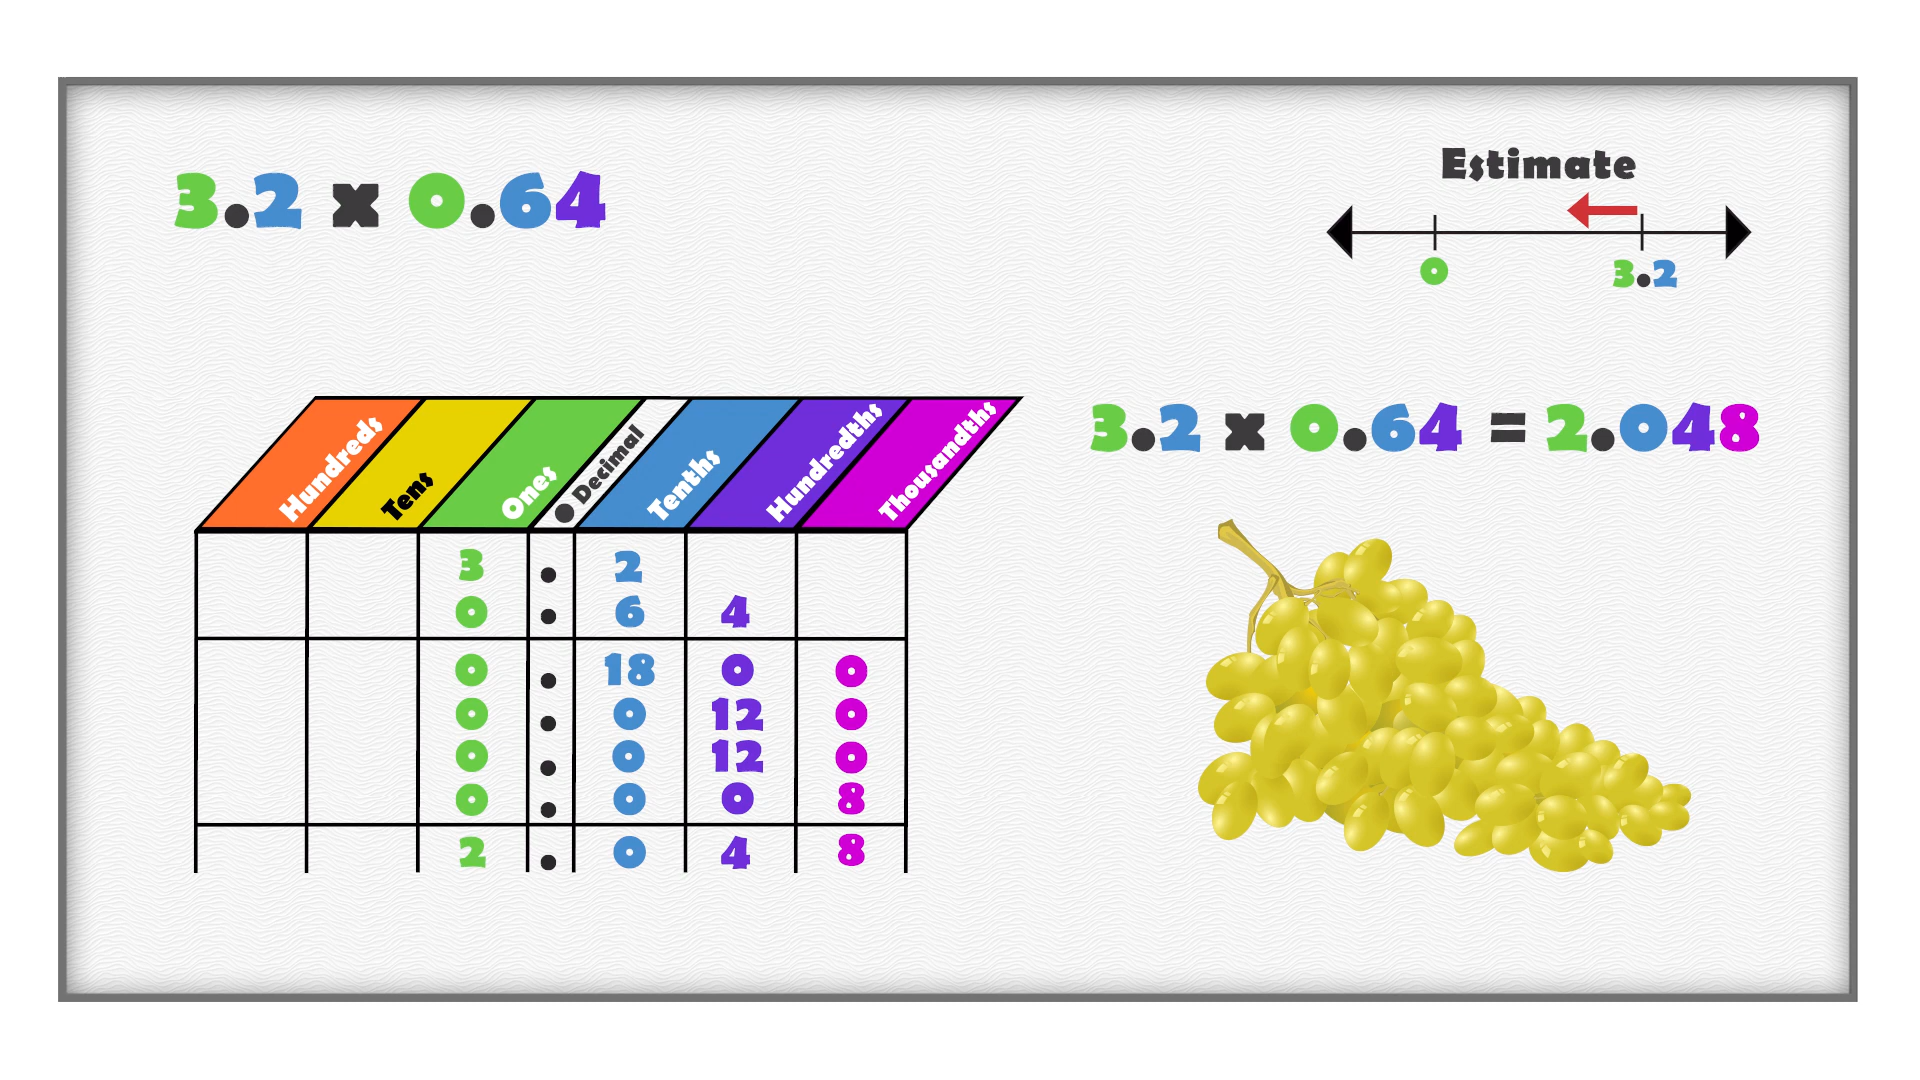 3.2 x 0.64
Estimate
0 3.2
3.2 x 0.64 = 2.048
Hundreds Tens Ones Decimal Tenths Hundredths Thousandths
3 . 2
0 . 6 4
0 . 18 0 0
0 . 0 12 0
0 . 0 12 0
0 . 0 0 8
2 . 0 4 8